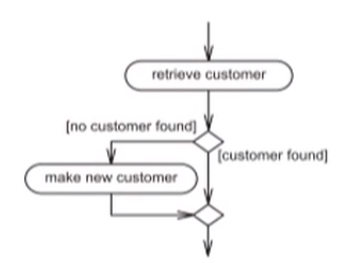 retrieve customer
[no customer found]
[customer found]
make new customer